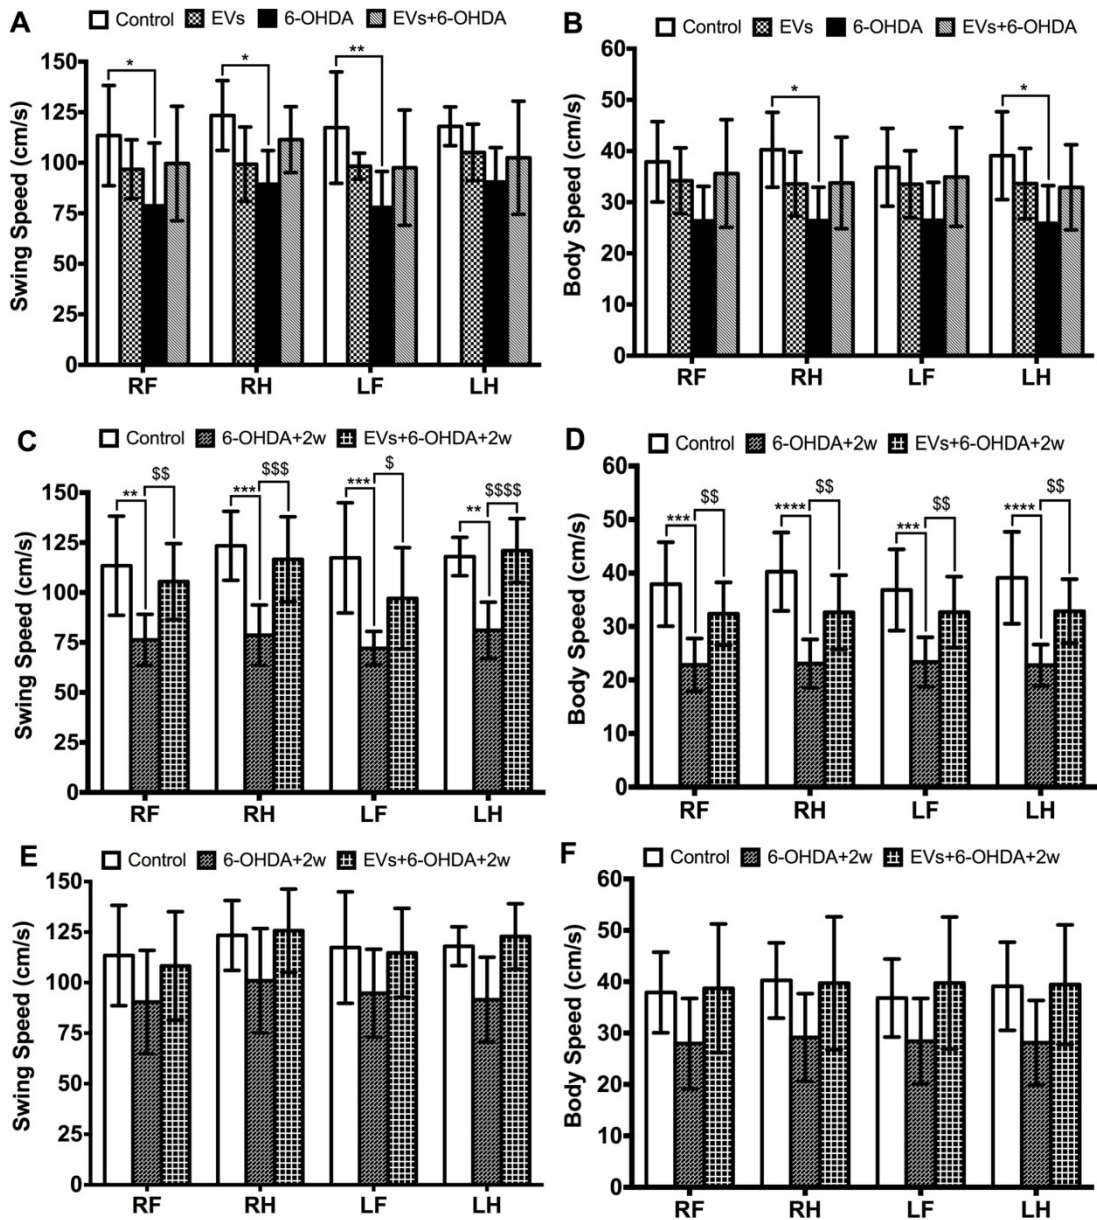 A
Control EVs 6-OHDA EVs+6-OHDA
Swing Speed (cm/s)
150
125
100
75
50
25
0
* * **
RF RH LF LH
B
Control EVs 6-OHDA EVs+6-OHDA
Body Speed (cm/s)
60
50
40
30
20
10
0
* *
RF RH LF LH
C
Control 6-OHDA+2w EVs+6-OHDA+2w
Swing Speed (cm/s)
150
125
100
75
50
25
0
** $$ *** $$$ *** $ ** $$$$
RF RH LF LH
D
Control 6-OHDA+2w EVs+6-OHDA+2w
Body Speed (cm/s)
60
50
40
30
20
10
0
*** $$ **** $$ *** $$ **** $$
RF RH LF LH
E
Control 6-OHDA+2w EVs+6-OHDA+2w
Swing Speed (cm/s)
150
125
100
75
50
25
0
RF RH LF LH
F
Control 6-OHDA+2w EVs+6-OHDA+2w
Body Speed (cm/s)
60
50
40
30
20
10
0
RF RH LF LH